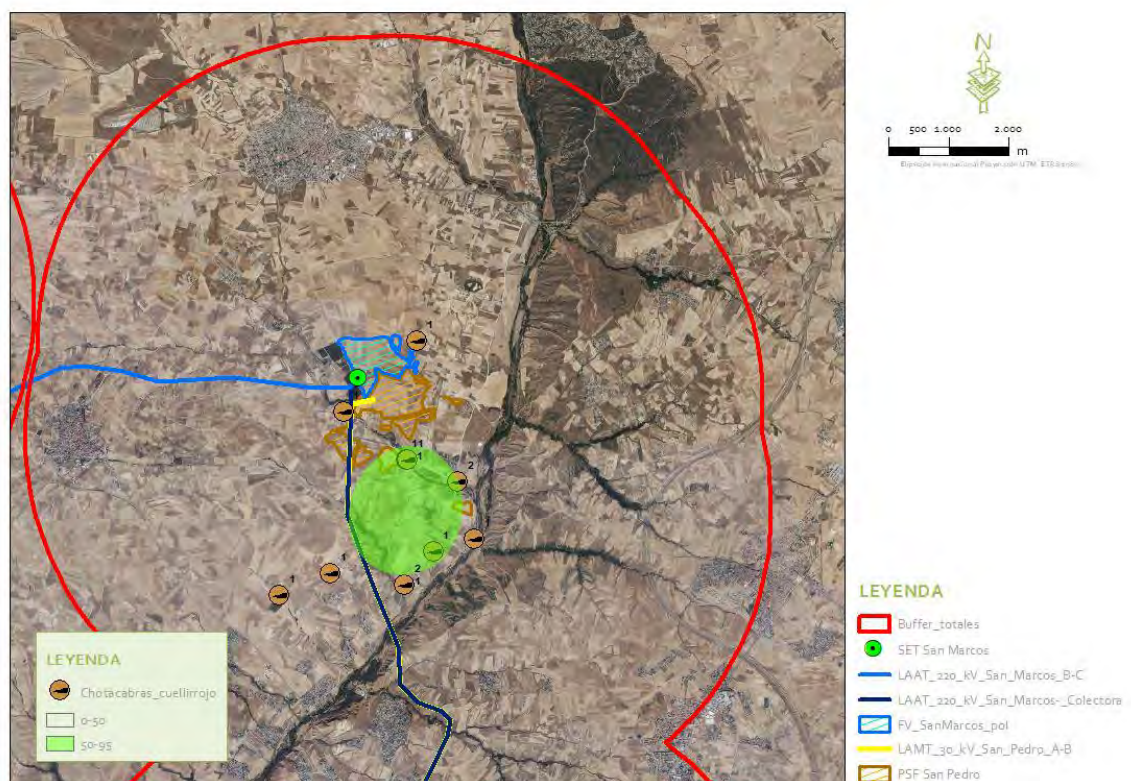 N
0 500 1.000 2.000
m
1
11
1
2
1
1
1
2
1
LEYENDA
Chotacabras_cuellirrojo
0-50
50-95
LEYENDA
Buffer_totales
SET San Marcos
LAAT_220_kV_San_Marcos_B-C
LAAT_220_kV_San_Marcos-_Colectora
FV_SanMarcos_pol
LAMT_30_kV_San_Pedro_A-B
PSF San Pedro